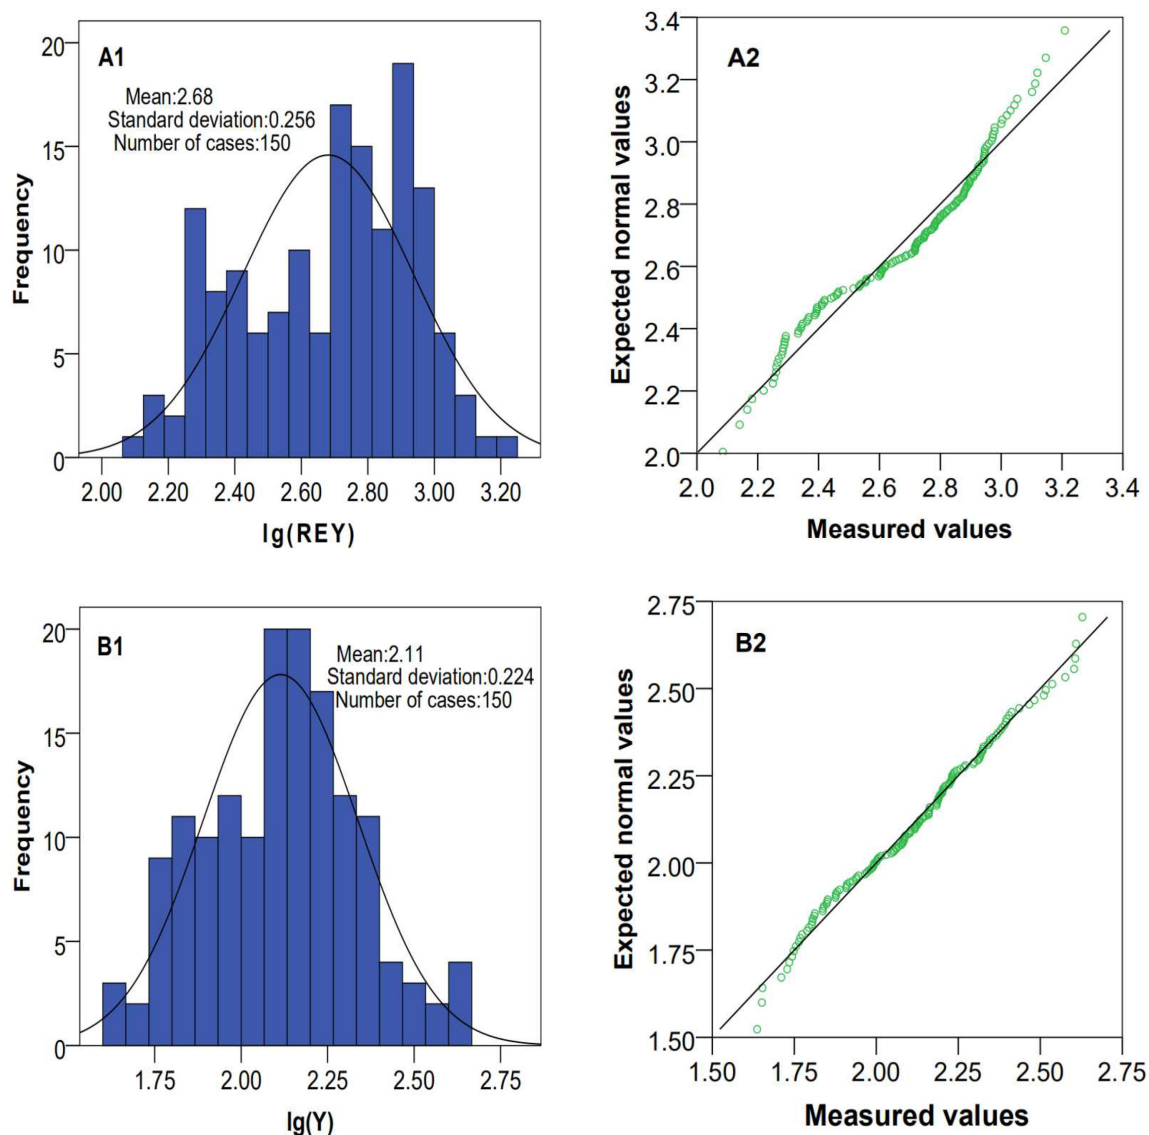 A1
Mean:2.68
Standard deviation:0.256
Number of cases:150
Frequency
20
15
10
5
0
2.00 2.20 2.40 2.60 2.80 3.00 3.20
lg(REY)
A2
Expected normal values
3.4
3.2
3.0
2.8
2.6
2.4
2.2
2.0
2.0 2.2 2.4 2.6 2.8 3.0 3.2 3.4
Measured values
B1
Mean:2.11
Standard deviation:0.224
Number of cases:150
Frequency
20
15
10
5
0
1.75 2.00 2.25 2.50 2.75
lg(Y)
B2
Expected normal values
2.75
2.50
2.25
2.00
1.75
1.50
1.50 1.75 2.00 2.25 2.50 2.75
Measured values